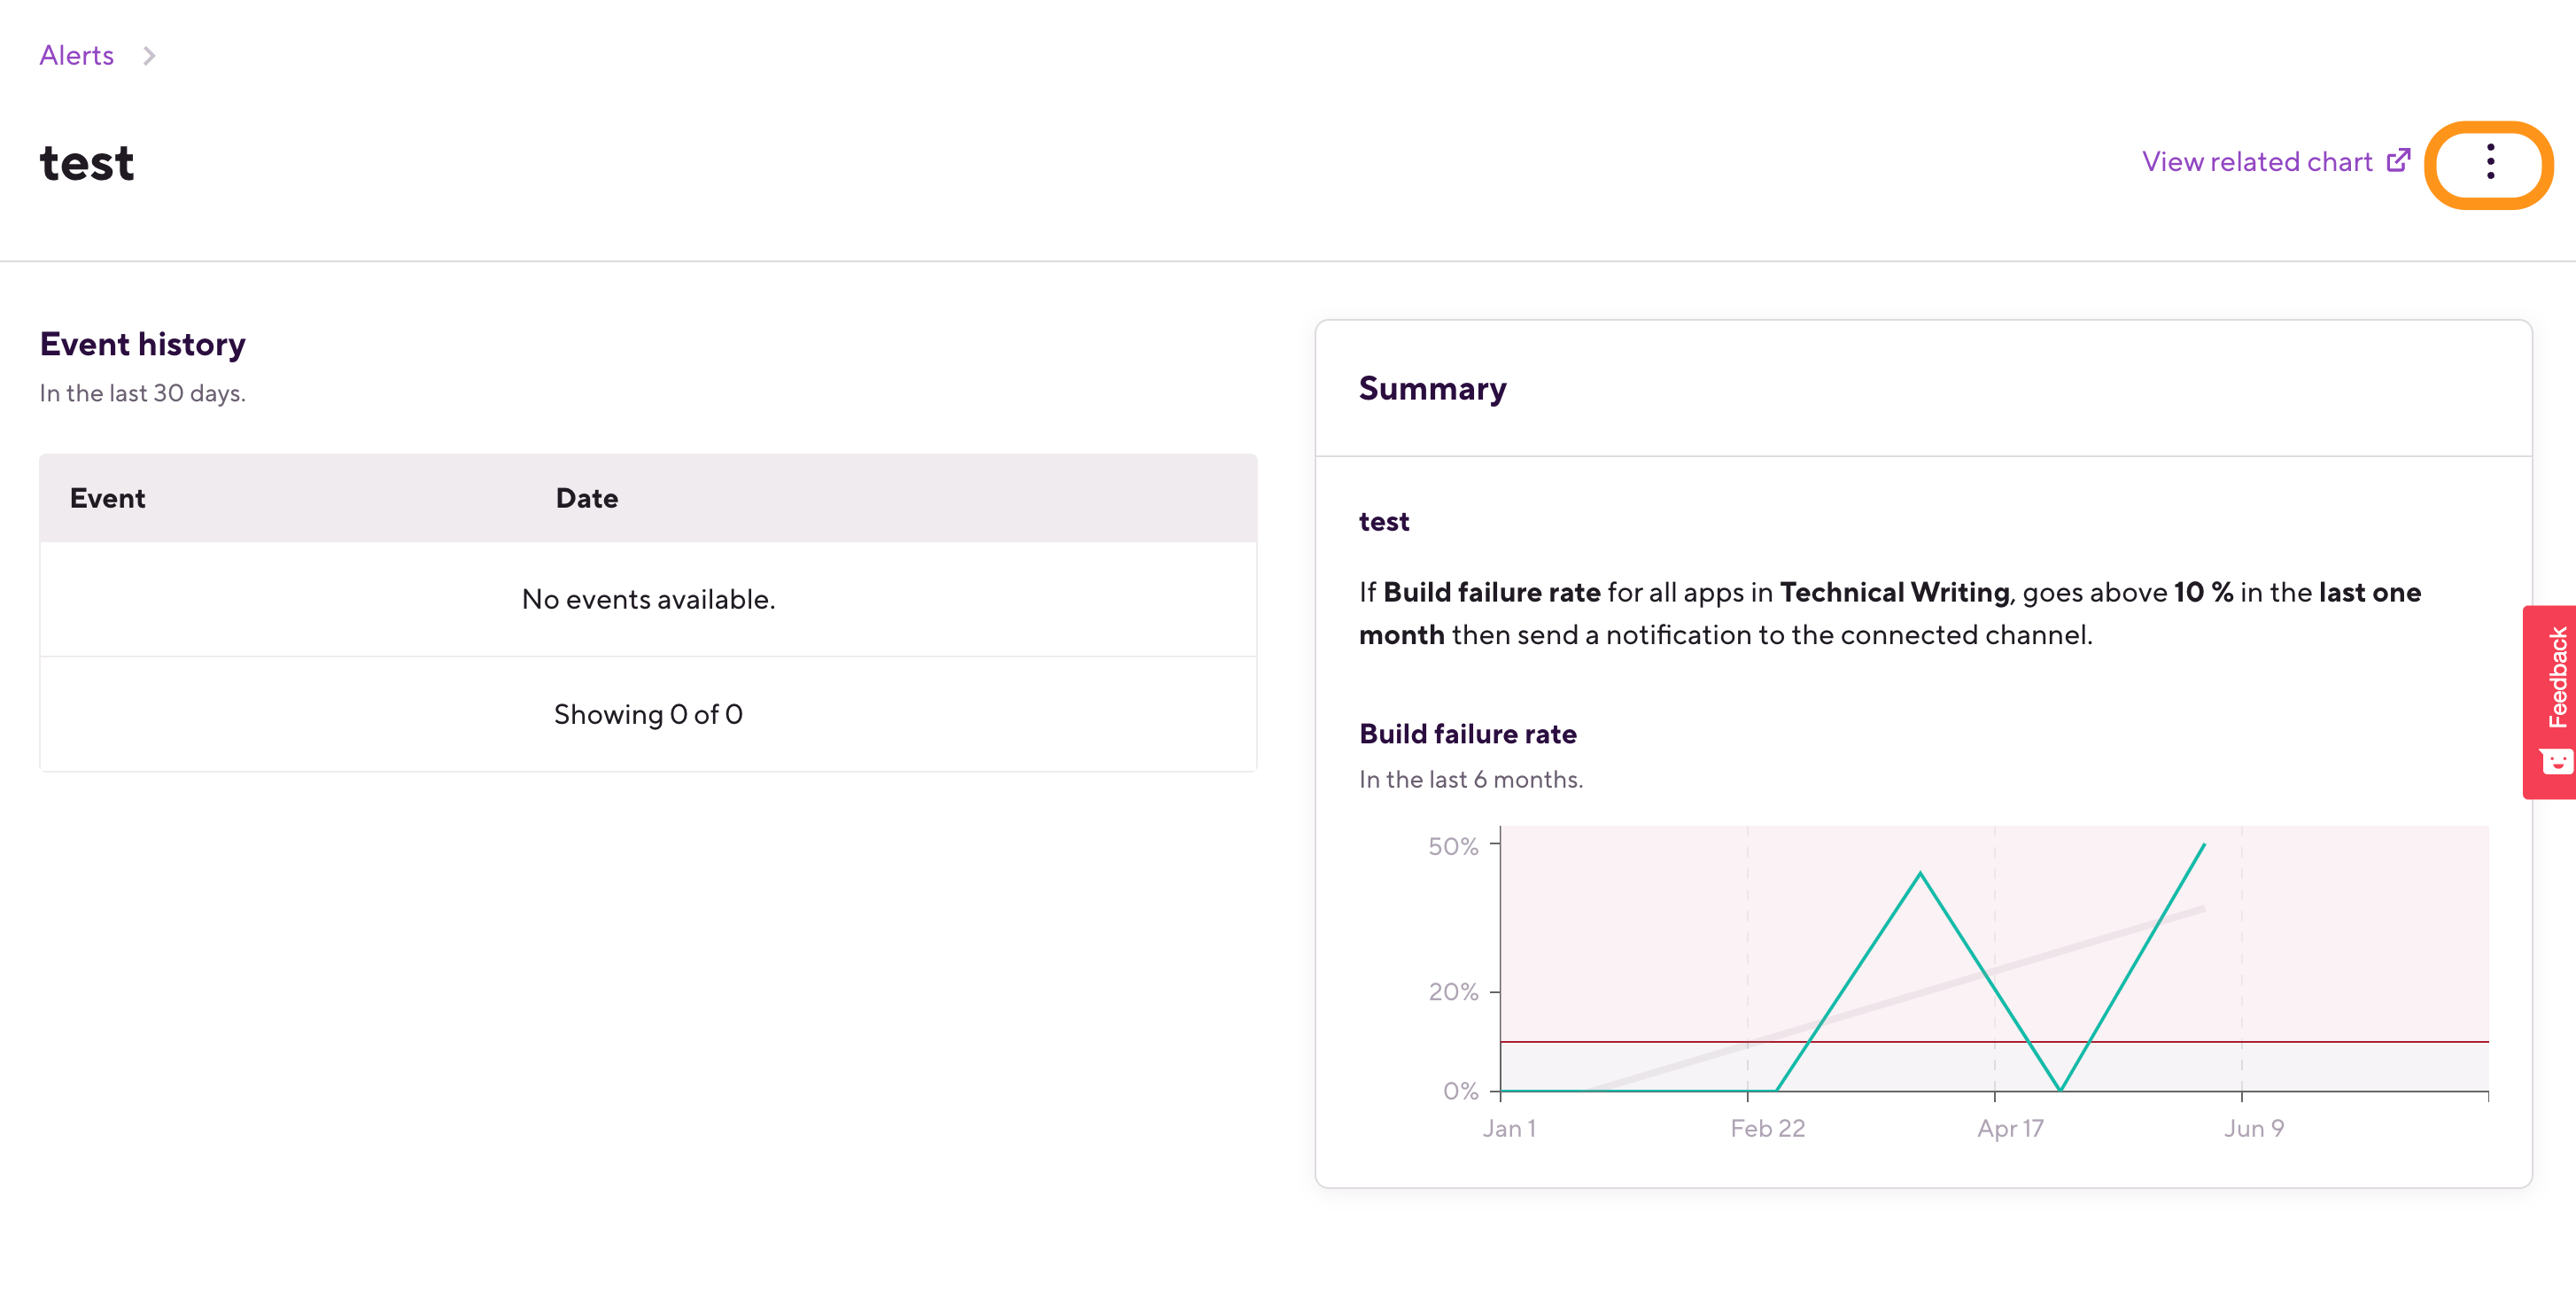 Alerts
test
View related chart
Event history
In the last 30 days.
Event Date
No events available.
Showing 0 of 0
Summary
test
If Build failure rate for all apps in Technical Writing, goes above 10 % in the last one
month then send a notification to the connected channel.
Build failure rate
In the last 6 months.
50%
20%
0%
Jan 1 Feb 22 Apr 17 Jun 9
Feedback